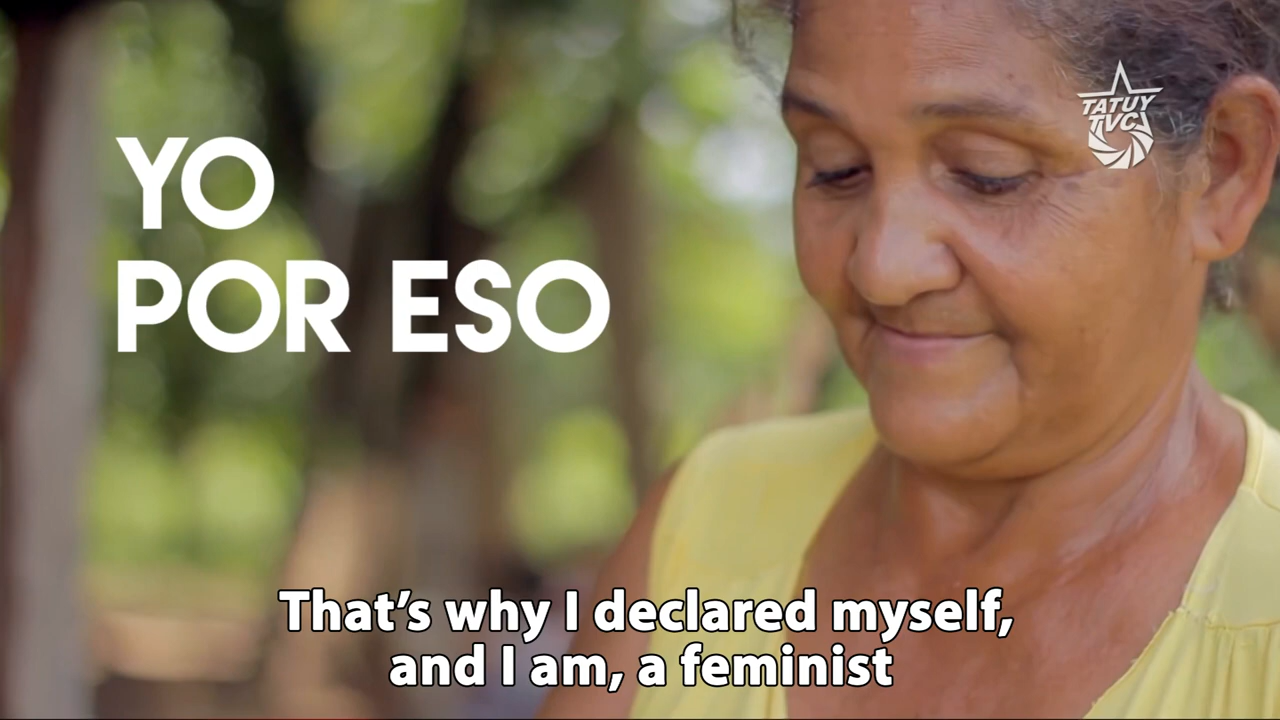 YO
POR ESO
TATUY
TVC
That's why I declared myself,
and I am, a feminist